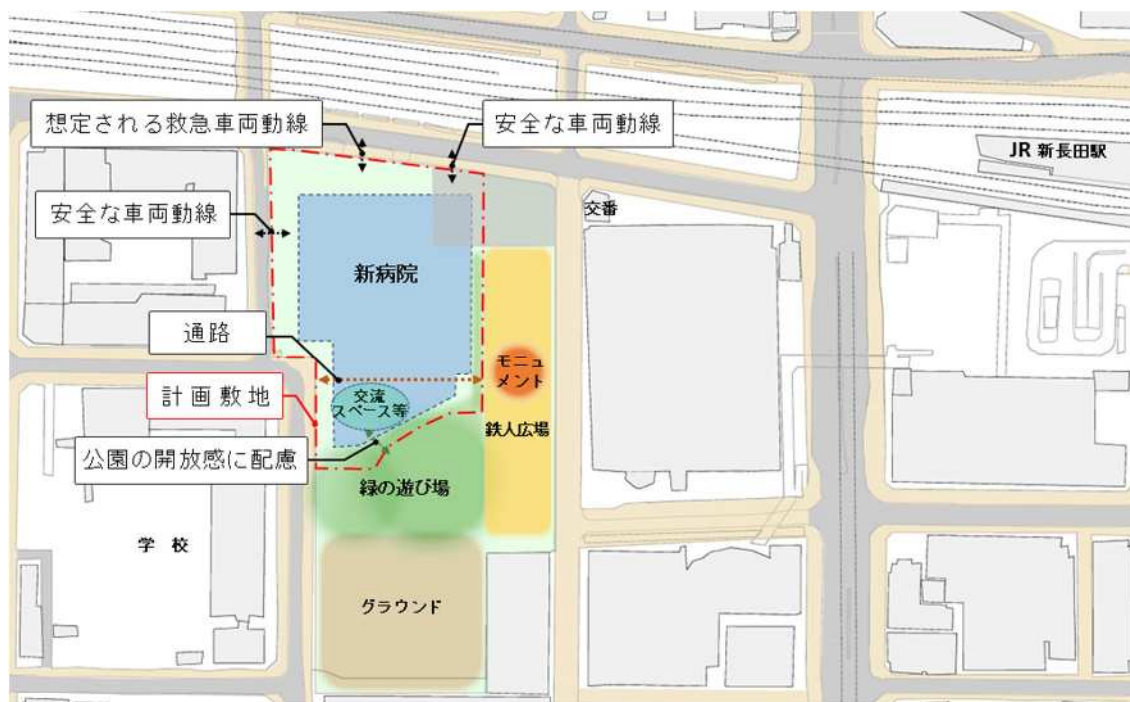 想定される救急車両動線
安全な車両動線
JR 新長田駅
安全な車両動線
交番
新病院
通路
モニュ
メント
計画敷地
交流
スペース等
鉄人広場
公園の開放感に配慮
緑の遊び場
学 校
グラウンド